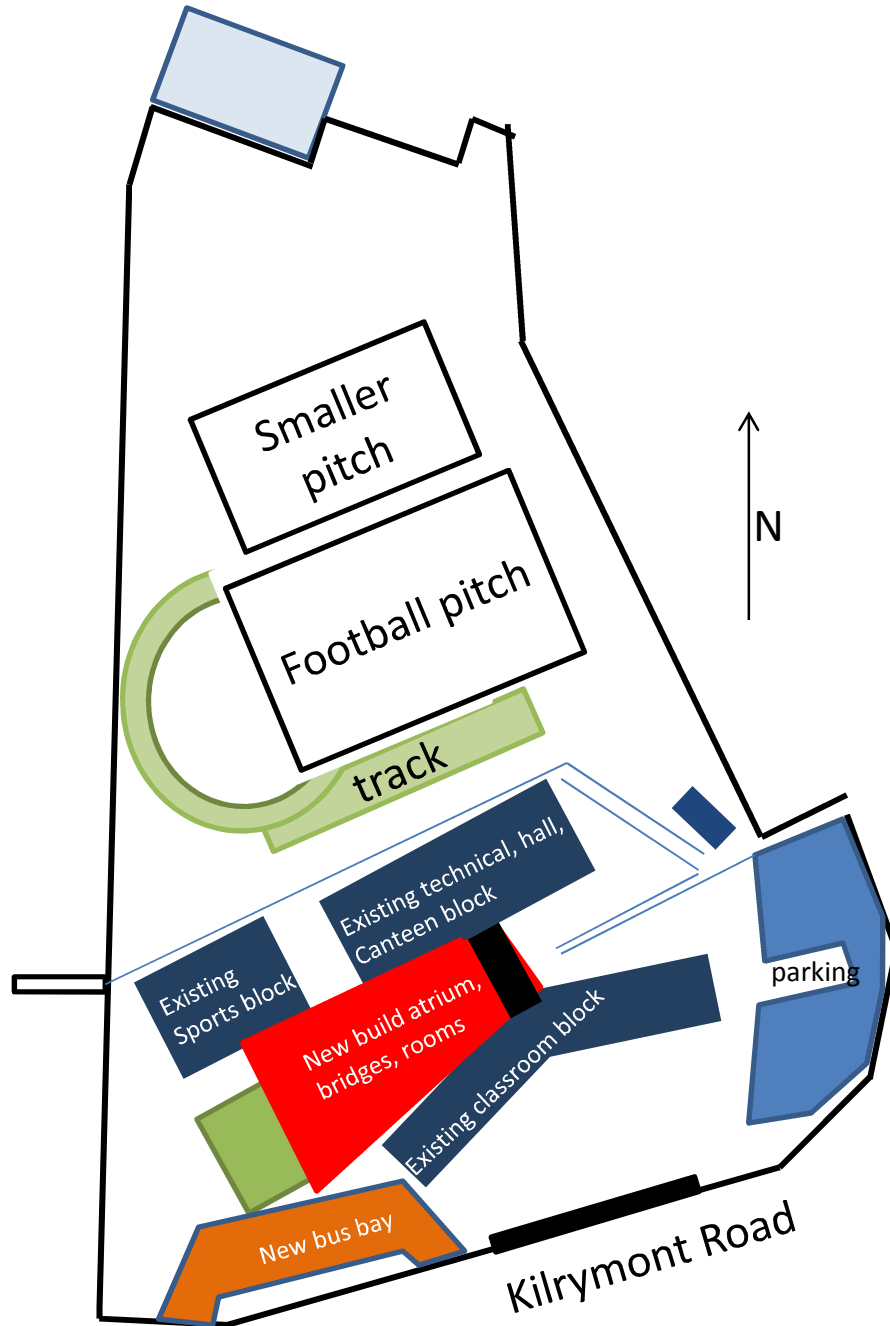 Smaller
pitch
N
Football pitch
track
Existing technical, hall,
Canteen block
Existing
Sports block
parking
New build atrium,
bridges, rooms
Existing classroom block
New bus bay
Kilrymont Road